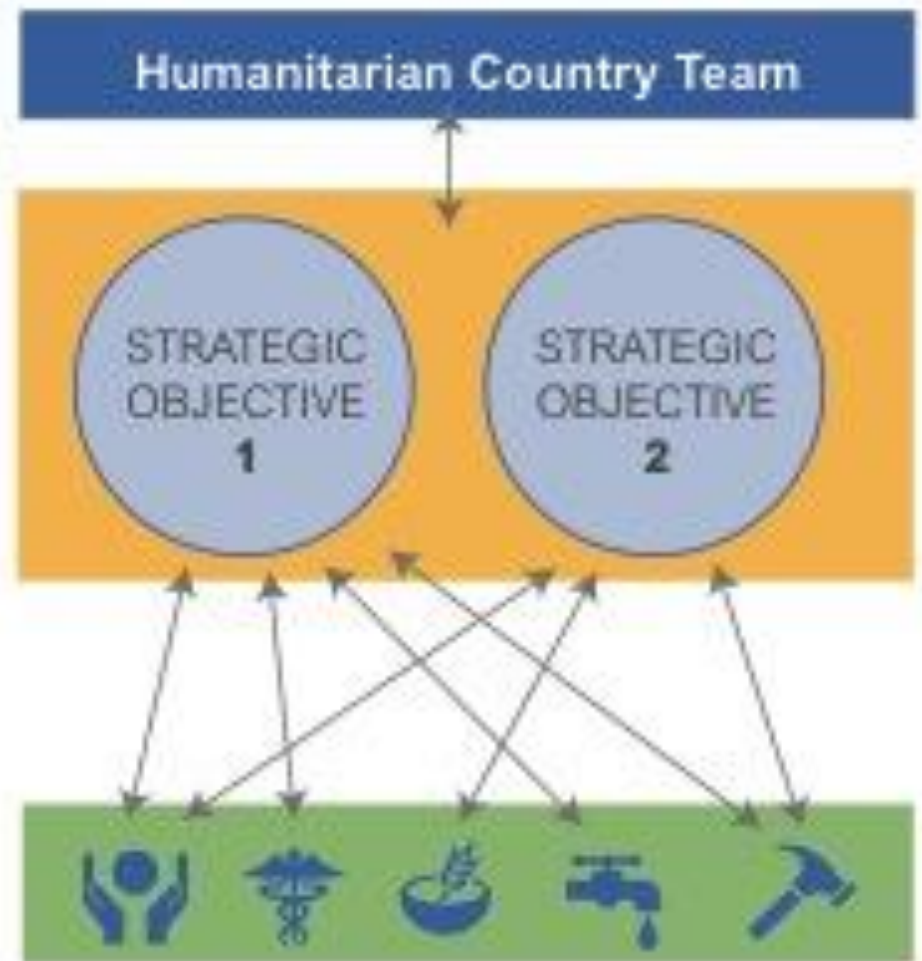 Humanitarian Country Team
STRATEGIC
OBJECTIVE
1
STRATEGIC
OBJECTIVE
2